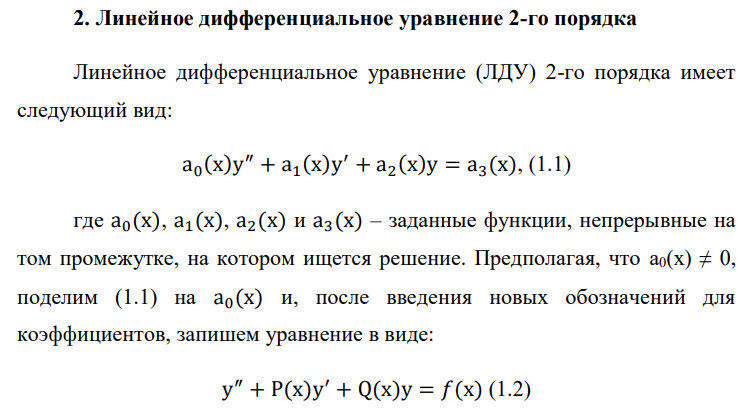 2. Линейное дифференциальное уравнение 2-го порядка
Линейное дифференциальное уравнение (ЛДУ) 2-го порядка имеет
следующий вид:
a₀(x)y″ + a₁(x)y′ + a₂(x)y = a₃(x), (1.1)
где a₀(x), a₁(x), a₂(x) и a₃(x) – заданные функции, непрерывные на
том промежутке, на котором ищется решение. Предполагая, что a₀(x) ≠ 0,
поделим (1.1) на a₀(x) и, после введения новых обозначений для
коэффициентов, запишем уравнение в виде:
y″ + P(x)y′ + Q(x)y = f(x) (1.2)